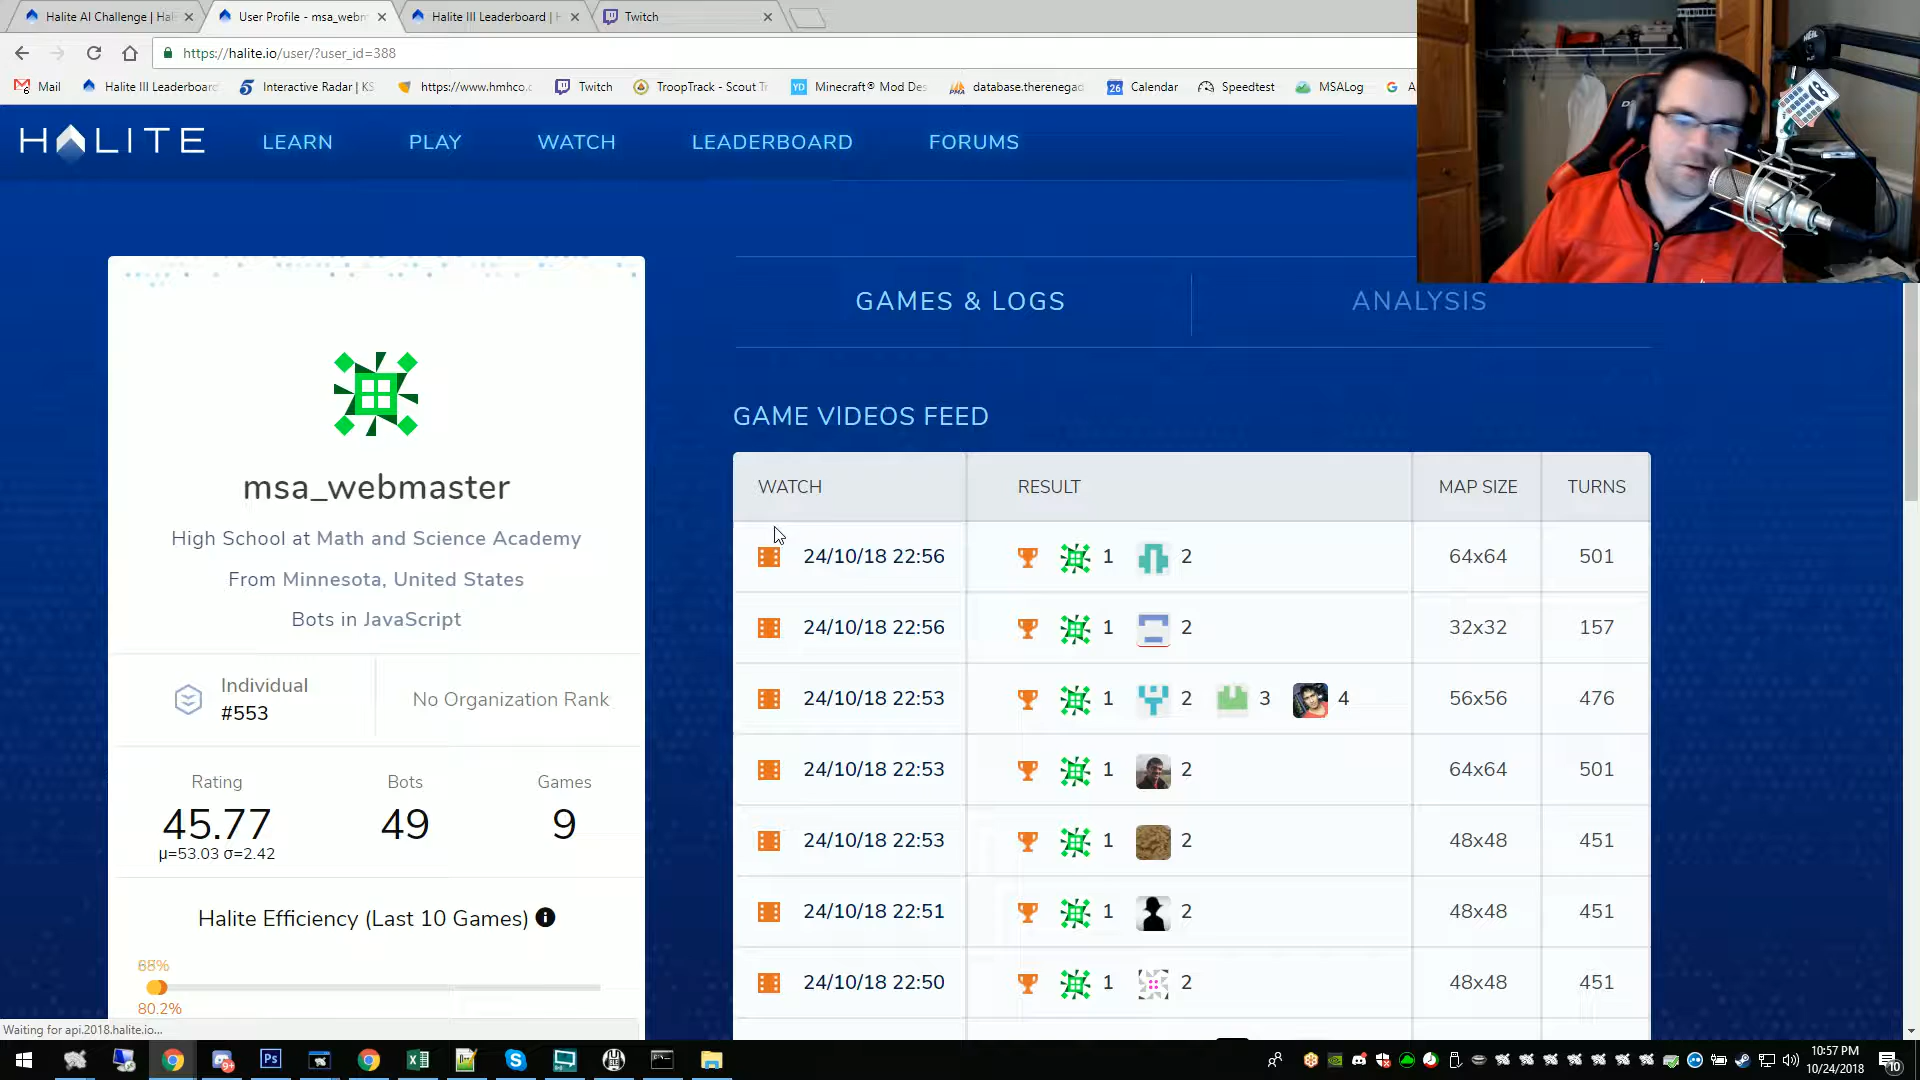 Halite AI Challenge | Hal
User Profile - msa_webm
Halite III Leaderboard | H
Twitch
https://halite.io/user/?user_id=388
Mail
Halite III Leaderboard
Interactive Radar | KS
https://www.hmhco.c
Twitch
TroopTrack - Scout Tr
Minecraft® Mod Des
database.therenegad
Calendar
Speedtest
MSALog
HALITE
LEARN
PLAY
WATCH
LEADERBOARD
FORUMS
GAMES & LOGS
ANALYSIS
msa_webmaster
High School at Math and Science Academy
From Minnesota, United States
Bots in JavaScript
Individual
#553
No Organization Rank
Rating
45.77
μ=53.03 σ=2.42
Bots
49
Games
9
Halite Efficiency (Last 10 Games)
80.2%
GAME VIDEOS FEED
WATCH RESULT MAP SIZE TURNS
24/10/18 22:56 1 2 64x64 501
24/10/18 22:56 1 2 32x32 157
24/10/18 22:53 1 2 3 4 56x56 476
24/10/18 22:53 1 2 64x64 501
24/10/18 22:53 1 2 48x48 451
24/10/18 22:51 1 2 48x48 451
24/10/18 22:50 1 2 48x48 451
Waiting for api.2018.halite.io...
10:57 PM
10/24/2018